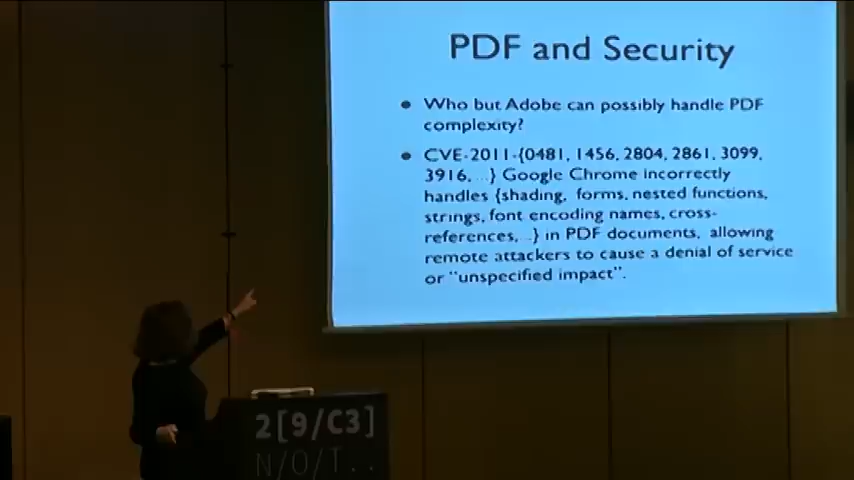 PDF and Security
• Who but Adobe can possibly handle PDF
complexity?
• CVE-2011-{0481, 1456, 2804, 2861, 3099,
3916, ...} Google Chrome incorrectly
handles {shading, forms, nested functions,
strings, font encoding names, cross-
references,...} in PDF documents, allowing
remote attackers to cause a denial of service
or "unspecified impact".
2[9/C3]
N/O/T..